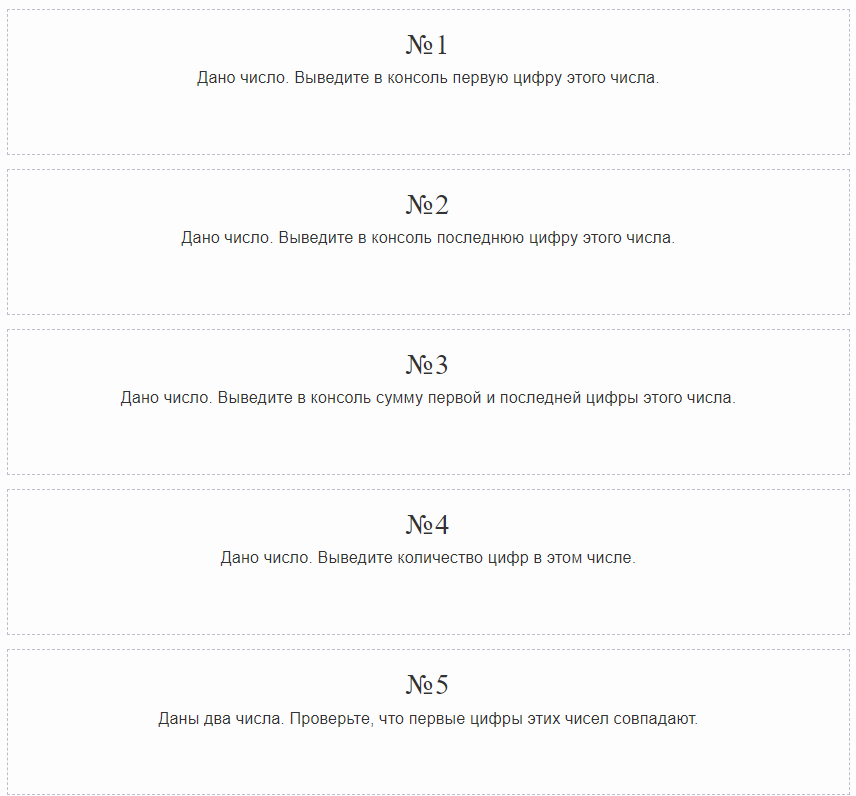 №1
Дано число. Выведите в консоль первую цифру этого числа.
№2
Дано число. Выведите в консоль последнюю цифру этого числа.
№3
Дано число. Выведите в консоль сумму первой и последней цифры этого числа.
№4
Дано число. Выведите количество цифр в этом числе.
№5
Даны два числа. Проверьте, что первые цифры этих чисел совпадают.